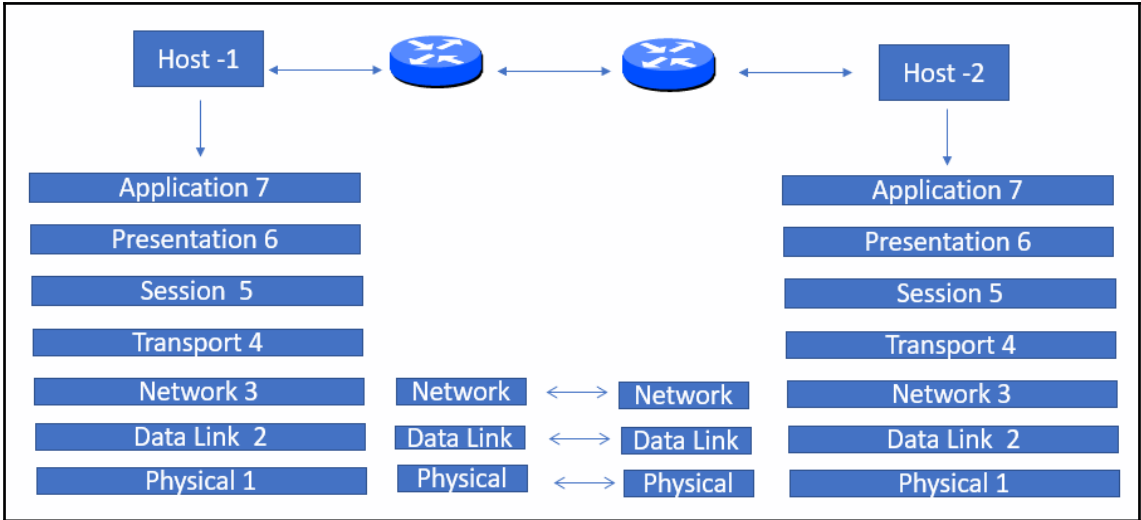 Host -1
Host -2
Application 7
Presentation 6
Session  5
Transport 4
Network 3
Data Link  2
Physical 1
Network
Data Link
Physical
Network
Data Link
Physical
Application 7
Presentation 6
Session 5
Transport 4
Network 3
Data Link  2
Physical 1